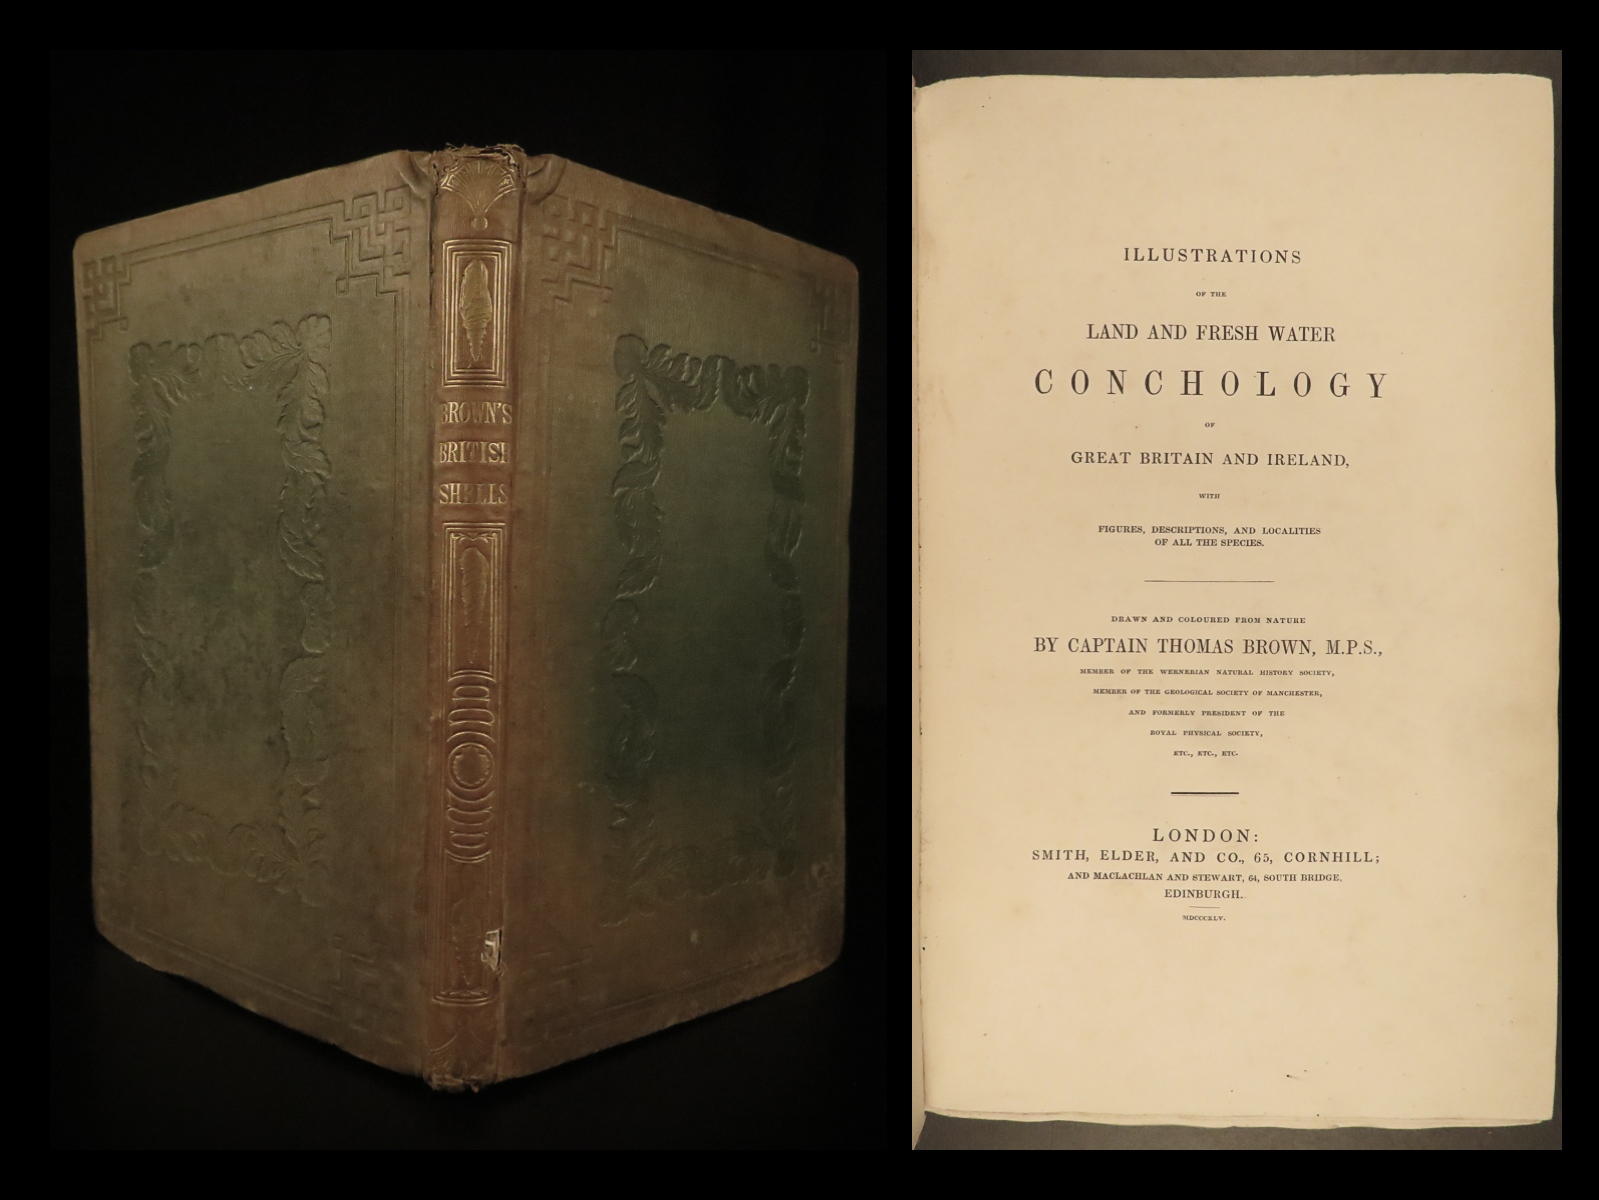 BROWN'S
BRITISH
SHELLS
ILLUSTRATIONS
OF THE
LAND AND FRESH WATER
CONCHOLOGY
OF
GREAT BRITAIN AND IRELAND,
WITH
FIGURES, DESCRIPTIONS, AND LOCALITIES
OF ALL THE SPECIES.
DRAWN AND COLOURED FROM NATURE
BY CAPTAIN THOMAS BROWN, M.P.S.,
MEMBER OF THE WERNERIAN NATURAL HISTORY SOCIETY,
MEMBER OF THE GEOLOGICAL SOCIETY OF MANCHESTER,
AND FORMERLY PRESIDENT OF THE
ROYAL PHYSICAL SOCIETY,
ETC., ETC., ETC.
LONDON:
SMITH, ELDER, AND CO., 65, CORNHILL;
AND MACLACHLAN AND STEWART, 64, SOUTH BRIDGE,
EDINBURGH.
MDCCCXLV.